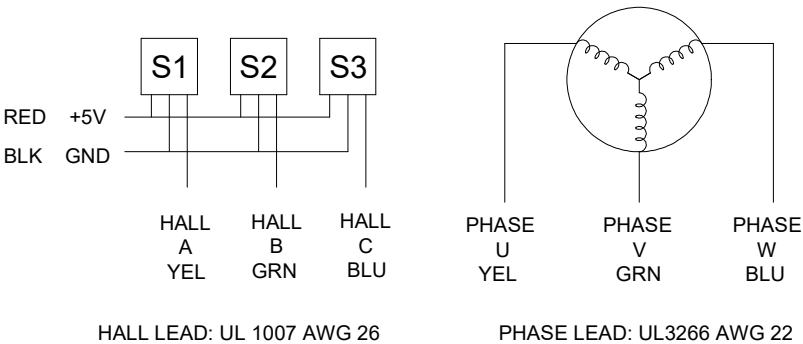 S1 S2 S3
RED +5V
BLK GND
HALL A YEL
HALL B GRN
HALL C BLU
PHASE U YEL
PHASE V GRN
PHASE W BLU
HALL LEAD: UL 1007 AWG 26
PHASE LEAD: UL3266 AWG 22